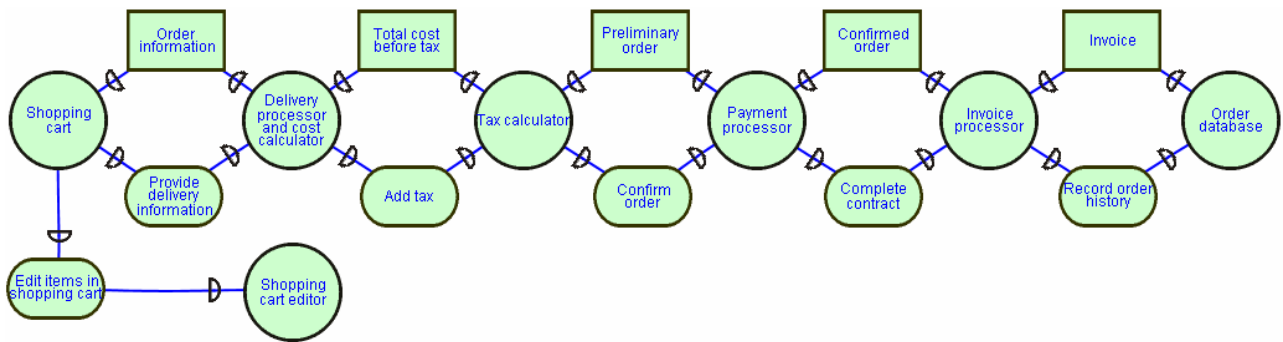 Order
information
Total cost
before tax
Preliminary
order
Confirmed
order
Invoice
Shopping
cart
Delivery
processor
and cost
calculator
Tax calculator
Payment
processor
Invoice
processor
Order
database
Provide
delivery
information
Add tax
Confirm
order
Complete
contract
Record order
history
Edit items in
shopping cart
Shopping
cart editor